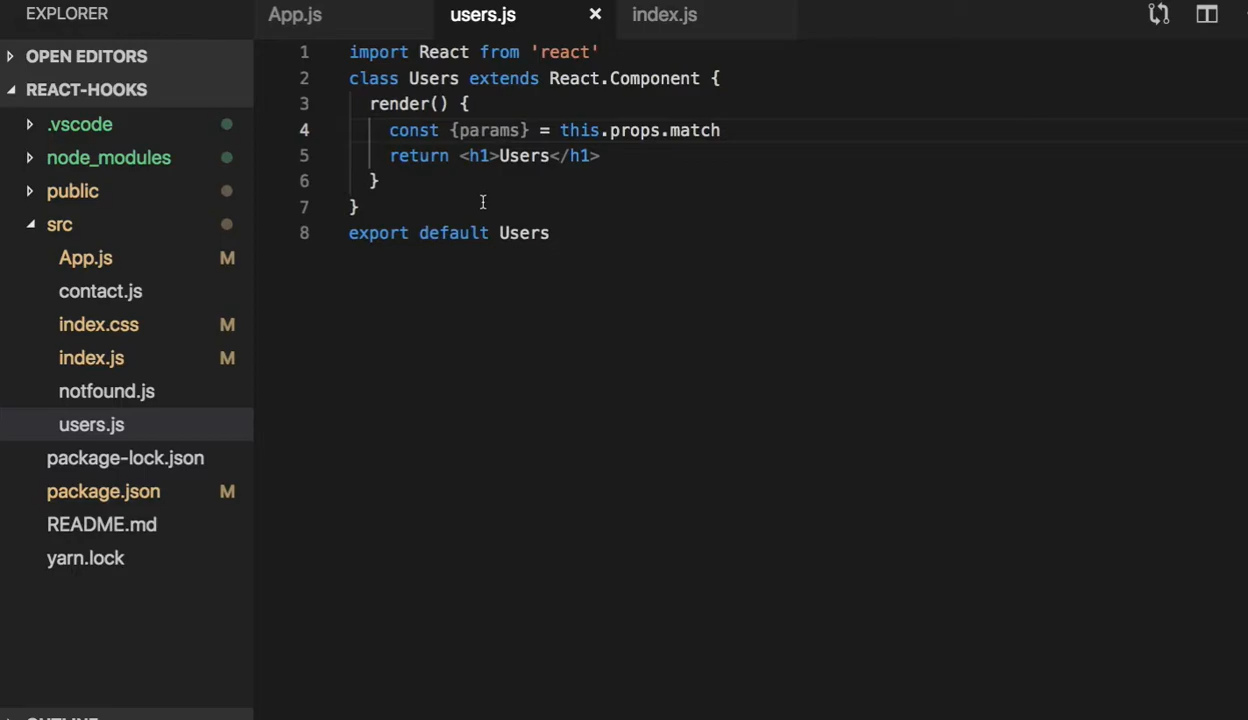 EXPLORER
App.js
users.js
index.js
OPEN EDITORS
REACT-HOOKS
.vscode
node_modules
public
src
App.js M
contact.js
index.css M
index.js M
notfound.js
users.js
package-lock.json
package.json M
README.md
yarn.lock
1 import React from 'react'
2 class Users extends React.Component {
3 render() {
4 const {params} = this.props.match
5 return <h1>Users</h1>
6 }
7 }
8 export default Users
OUTLINE